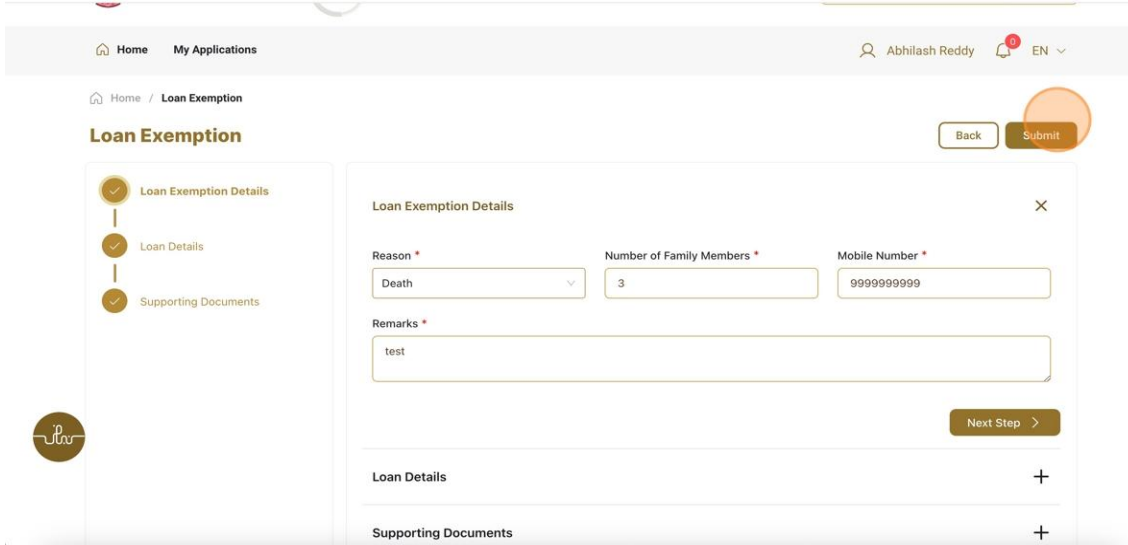 Home My Applications Abhilash Reddy 0 EN
Home / Loan Exemption
Loan Exemption Back Submit
Loan Exemption Details
Loan Details
Supporting Documents
Loan Exemption Details
Reason * Number of Family Members * Mobile Number *
Death 3 9999999999
Remarks *
test
Next Step
Loan Details
Supporting Documents